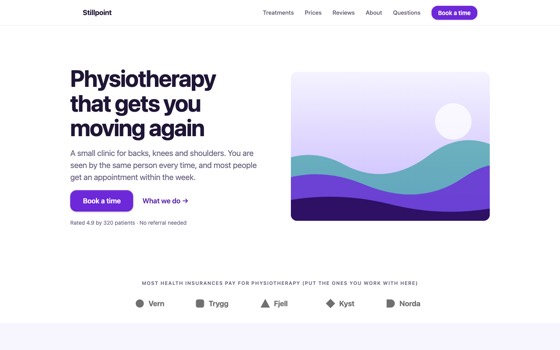 Stillpoint
Treatments Prices Reviews About Questions Book a time
Physiotherapy
that gets you
moving again
A small clinic for backs, knees and shoulders. You are
seen by the same person every time, and most people
get an appointment within the week.
Book a time What we do →
Rated 4.9 by 320 patients · No referral needed
MOST HEALTH INSURANCES PAY FOR PHYSIOTHERAPY (PUT THE ONES YOU WORK WITH HERE)
Vern Trygg Fjell Kyst Norda